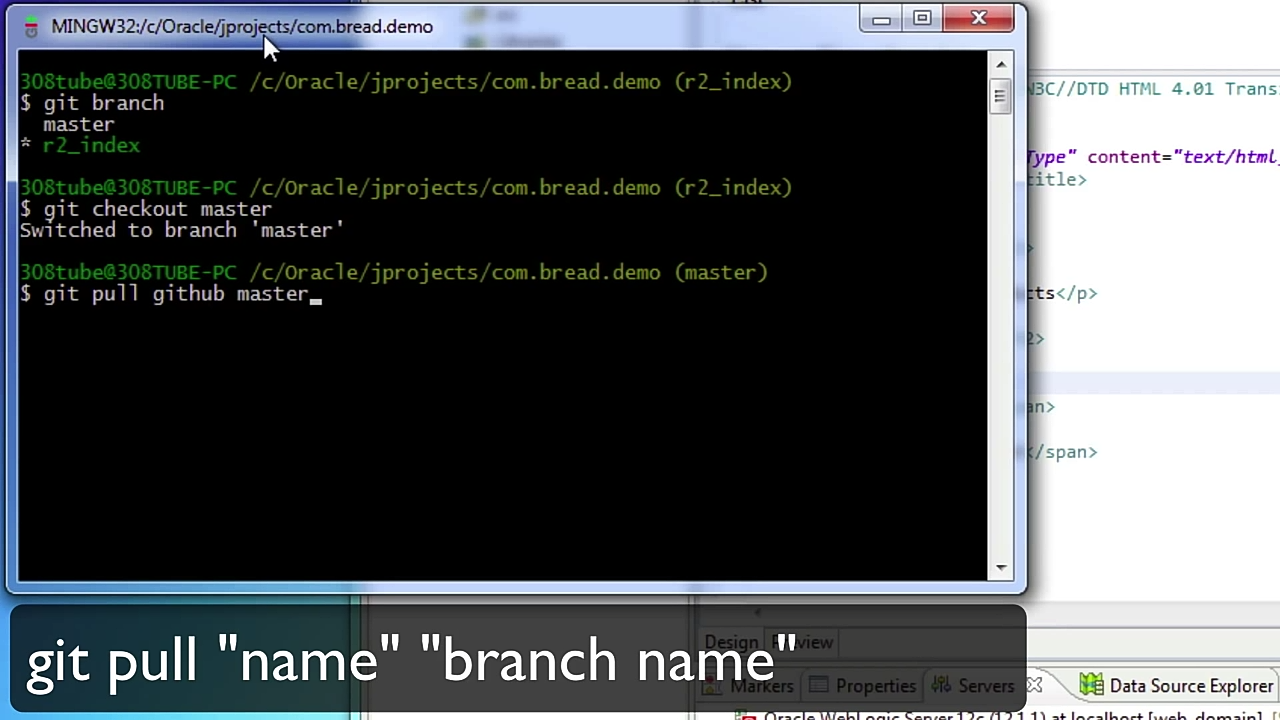 MINGW32:/c/Oracle/jprojects/com.bread.demo
308tube@308TUBE-PC /c/Oracle/jprojects/com.bread.demo (r2_index)
$ git branch
master
* r2_index
308tube@308TUBE-PC /c/Oracle/jprojects/com.bread.demo (r2_index)
$ git checkout master
Switched to branch 'master'
308tube@308TUBE-PC /c/Oracle/jprojects/com.bread.demo (master)
$ git pull github master
N3C//DTD HTML 4.01 Transi
Type" content="text/html
title>
>
cts</p>
2>
an>
</span>
Design Preview
Markers Properties Servers Data Source Explorer
Oracle WebLogic Server 12c (12.1.1) at localhost [web_domain]
git pull "name" "branch name"